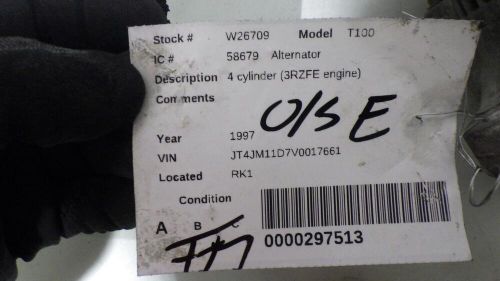 Stock # W26709 Model T100
IC # 58679 Alternator
Description 4 cylinder (3RZFE engine)
Comments
O/S E
Year 1997
VIN JT4JM11D7V0017661
Located RK1
Condition
A B C
0000297513